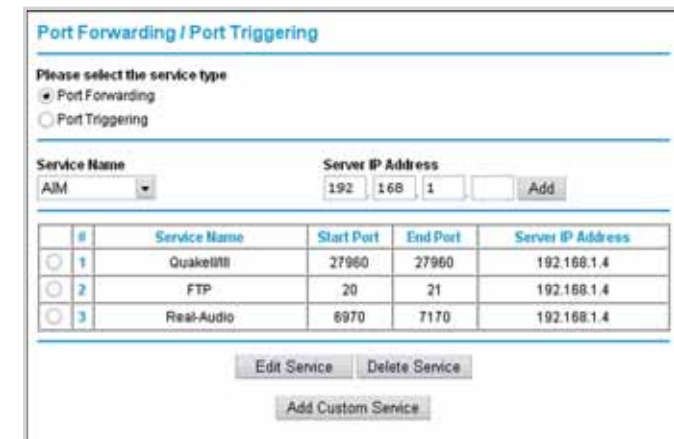 Port Forwarding / Port Triggering
Please select the service type
Port Forwarding
Port Triggering
Service Name Server IP Address
AIM 192 . 168 . 1 . Add
# Service Name Start Port End Port Server IP Address
1 QuakeII/III 27960 27960 192.168.1.4
2 FTP 20 21 192.168.1.4
3 Real-Audio 6970 7170 192.168.1.4
Edit Service Delete Service
Add Custom Service